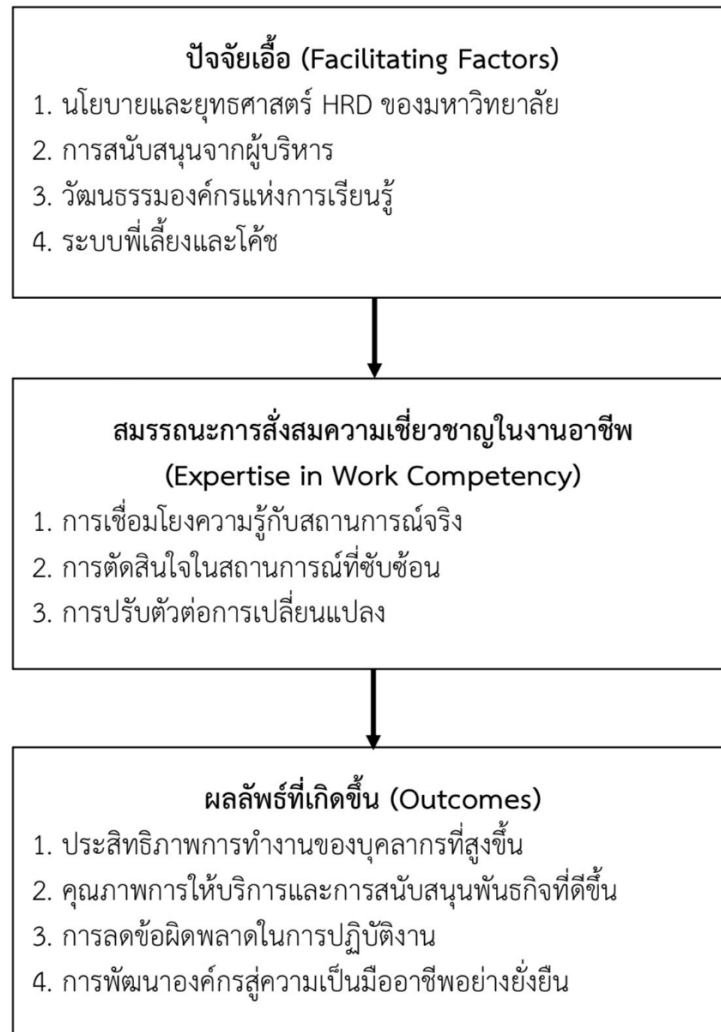 ปัจจัยเอื้อ (Facilitating Factors)
1. นโยบายและยุทธศาสตร์ HRD ของมหาวิทยาลัย
2. การสนับสนุนจากผู้บริหาร
3. วัฒนธรรมองค์กรแห่งการเรียนรู้
4. ระบบพี่เลี้ยงและโค้ช
สมรรถนะการสั่งสมความเชี่ยวชาญในงานอาชีพ
(Expertise in Work Competency)
1. การเชื่อมโยงความรู้กับสถานการณ์จริง
2. การตัดสินใจในสถานการณ์ที่ซับซ้อน
3. การปรับตัวต่อการเปลี่ยนแปลง
ผลลัพธ์ที่เกิดขึ้น (Outcomes)
1. ประสิทธิภาพการทำงานของบุคลากรที่สูงขึ้น
2. คุณภาพการให้บริการและการสนับสนุนพันธกิจที่ดีขึ้น
3. การลดข้อผิดพลาดในการปฏิบัติงาน
4. การพัฒนาองค์กรสู่ความเป็นมืออาชีพอย่างยั่งยืน